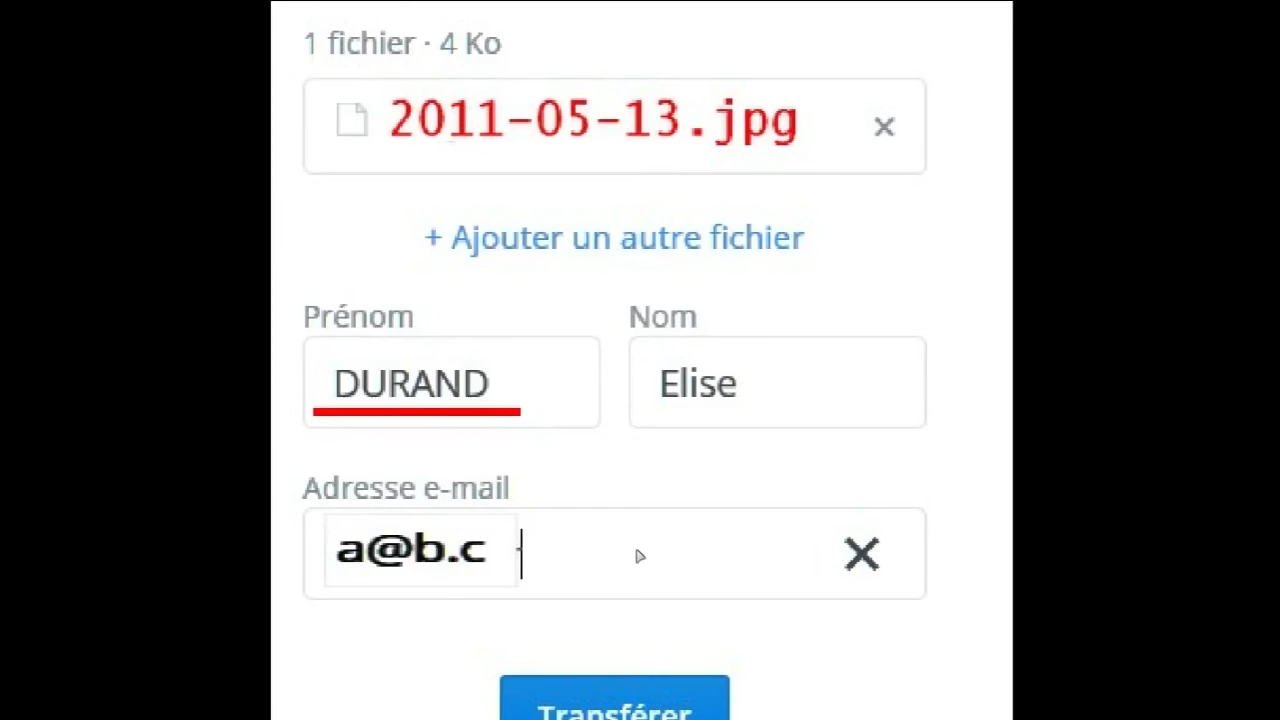 1 fichier · 4 Ko
2011-05-13.jpg
+ Ajouter un autre fichier
Prénom Nom
DURAND Elise
Adresse e-mail
a@b.c
Transférer